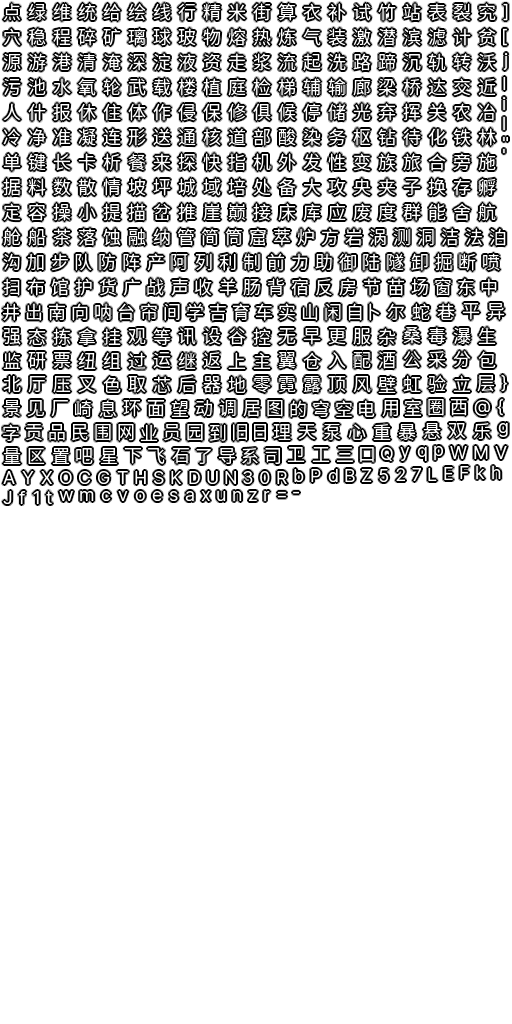 点绿维统给绘线行精米街算衣补试竹站表裂究]
穴稳程碎矿璃球玻物熔热炼气装激潜滨滤计贫[
源游港清淹深淀液资走浆流起洗路蹄沉轨转沃j
污池水氧轮武载楼植庭检梯辅输廊梁桥达交近|
人什报休住体作侵保修俱候停储光弃挥关农冶i
冷净准凝连形送通核道部酸染务枢钻待化铁林|
单键长卡析餐来探快指机外发性变族旅合旁施"
据料数散情坡坪城域培处备大攻央夹子换存孵'
定容操小提描岔推崖巅接床库应废度群能舍航
舱船茶落蚀融纳管简筒窟萃炉方岩涡测洞洁法泊
沟加步队防阵产阿列利制前力助御陆隧卸掘断喷
扫布馆护货广战声收羊肠背宿反房节苗场窗东中
井出南向呐台帘问学吉育车实山闲自卜尔蛇巷平异
强态拣拿挂观等讯设谷控无早更服杂桑毒瀑生
监研票纽组过运继返上主翼仓入配酒公采分包
北厅压叉色取芯后器地零霓露顶风壁虹验立层}
景见厂崎息环面望动调居图的穹空电用室圈西@{
字贡品民围网业员园到旧日理天泵心重暴悬双乐g
量区置吧星下飞石了导系司卫工三口QyqpWMV
AYXOCGTHSKDUN30RbPdBZ527LEFkh
Jf1twmcvoesaxunzr=-